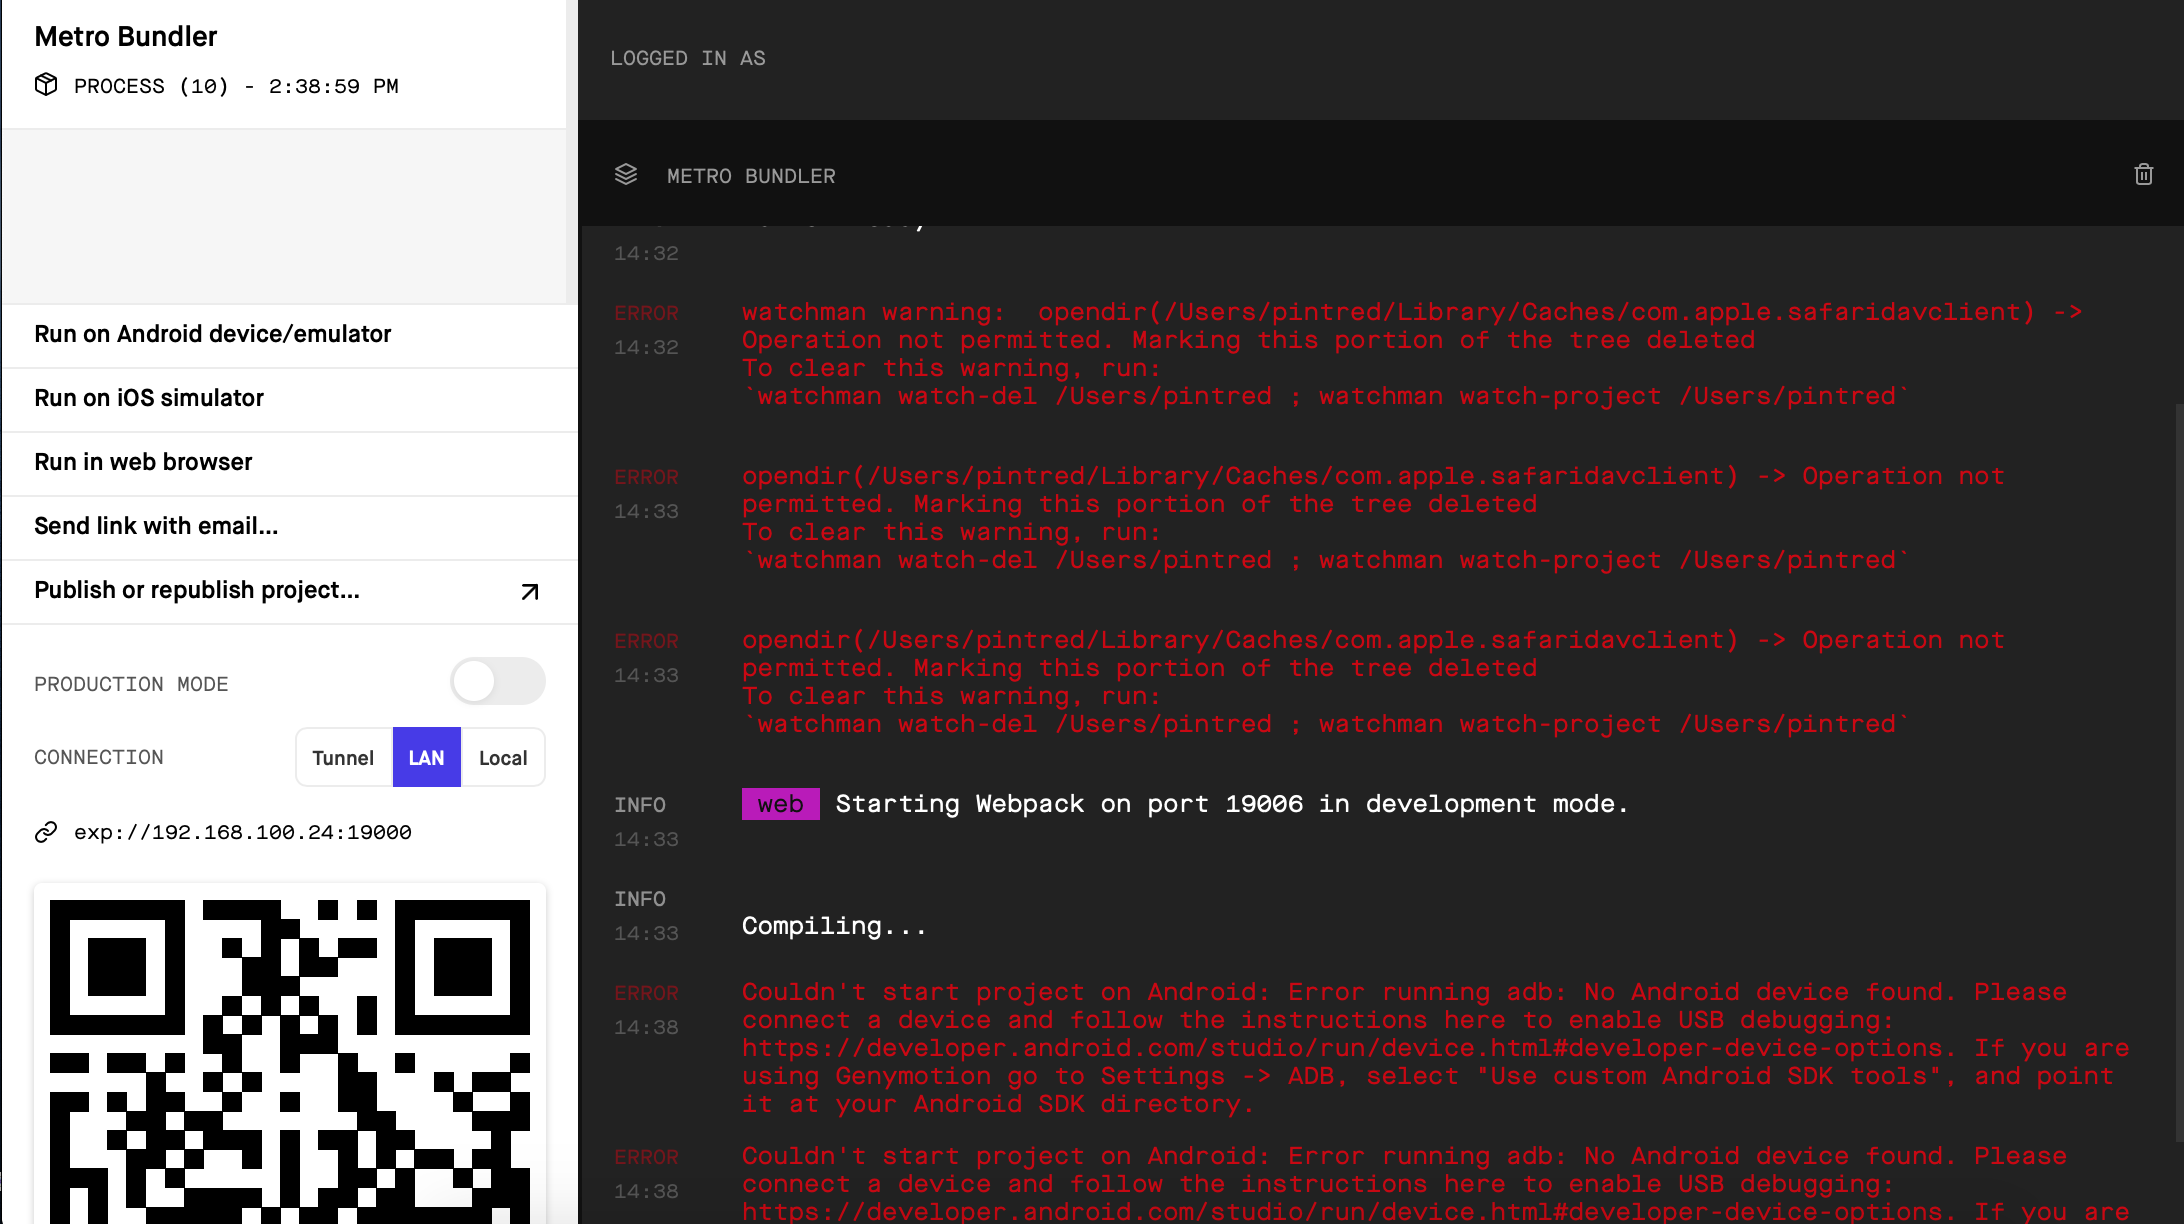 Metro Bundler
PROCESS (10) - 2:38:59 PM
Run on Android device/emulator
Run on iOS simulator
Run in web browser
Send link with email...
Publish or republish project...
PRODUCTION MODE
CONNECTION
Tunnel LAN Local
exp://192.168.100.24:19000
LOGGED IN AS
METRO BUNDLER
14:32
ERROR
14:32
watchman warning:  opendir(/Users/pintred/Library/Caches/com.apple.safaridavclient) ->
Operation not permitted. Marking this portion of the tree deleted
To clear this warning, run:
`watchman watch-del /Users/pintred ; watchman watch-project /Users/pintred`
ERROR
14:33
opendir(/Users/pintred/Library/Caches/com.apple.safaridavclient) -> Operation not
permitted. Marking this portion of the tree deleted
To clear this warning, run:
`watchman watch-del /Users/pintred ; watchman watch-project /Users/pintred`
ERROR
14:33
opendir(/Users/pintred/Library/Caches/com.apple.safaridavclient) -> Operation not
permitted. Marking this portion of the tree deleted
To clear this warning, run:
`watchman watch-del /Users/pintred ; watchman watch-project /Users/pintred`
INFO
14:33
web Starting Webpack on port 19006 in development mode.
INFO
14:33
Compiling...
ERROR
14:38
Couldn't start project on Android: Error running adb: No Android device found. Please
connect a device and follow the instructions here to enable USB debugging:
https://developer.android.com/studio/run/device.html#developer-device-options. If you are
using Genymotion go to Settings -> ADB, select "Use custom Android SDK tools", and point
it at your Android SDK directory.
ERROR
14:38
Couldn't start project on Android: Error running adb: No Android device found. Please
connect a device and follow the instructions here to enable USB debugging:
https://developer.android.com/studio/run/device.html#developer-device-options. If you are